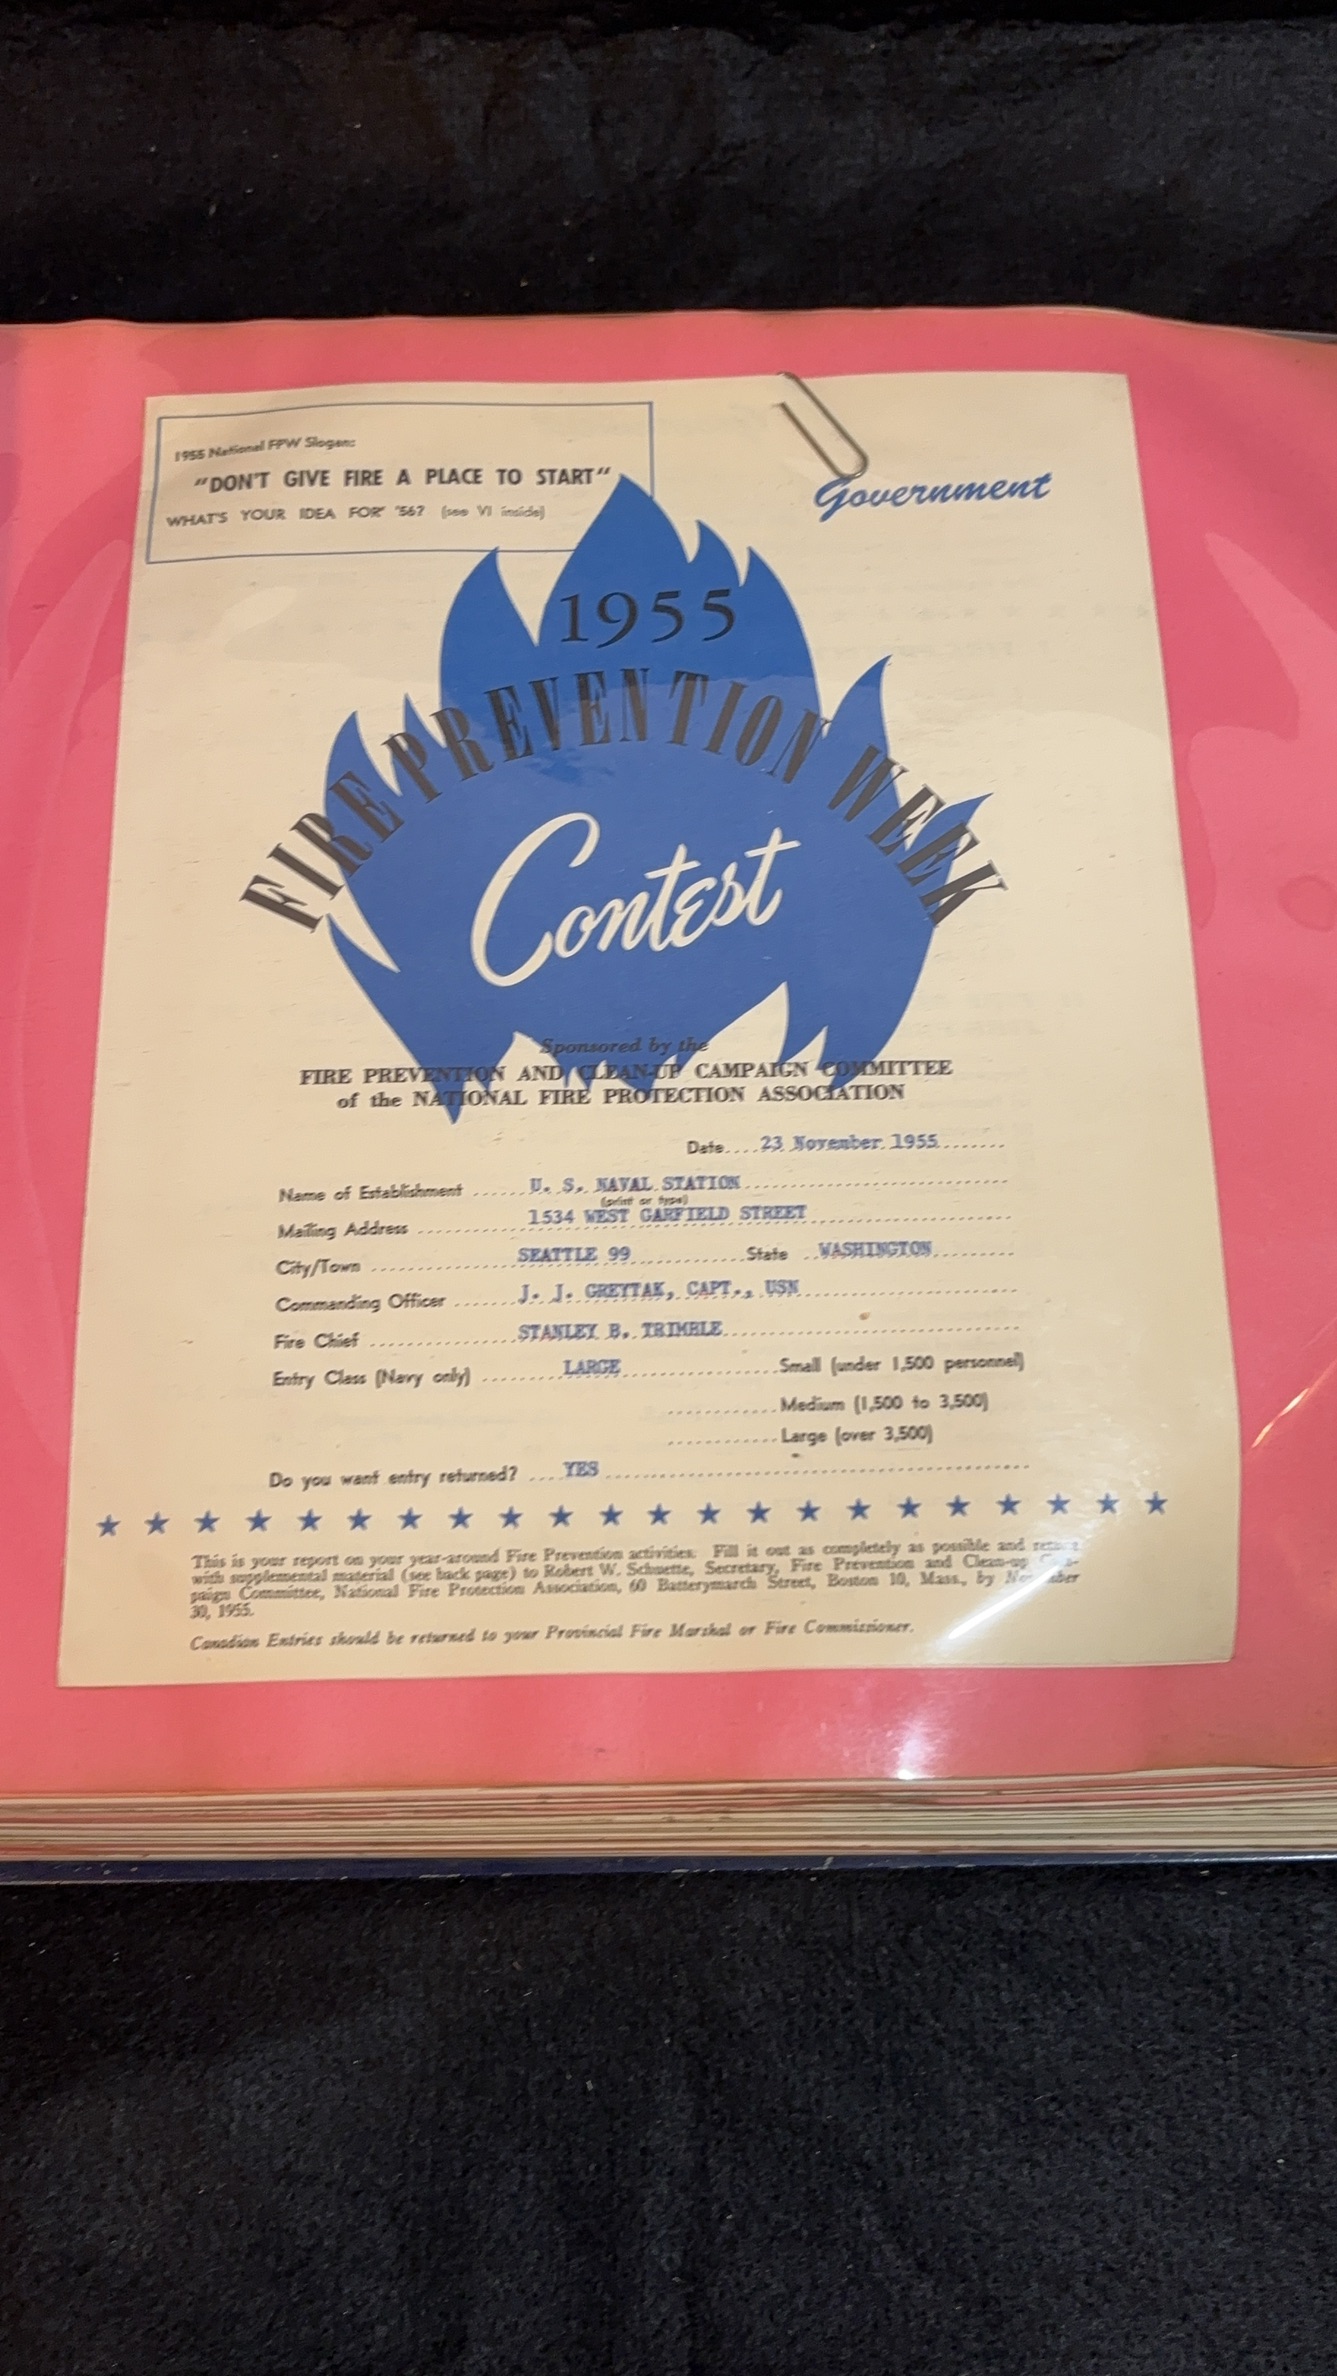 1955 National FPW Slogan:
"DON'T GIVE FIRE A PLACE TO START"
WHAT'S YOUR IDEA FOR '56? (see VI inside)
Government
1955
FIRE PREVENTION WEEK
Contest
Sponsored by the
FIRE PREVENTION AND CLEAN-UP CAMPAIGN COMMITTEE
of the NATIONAL FIRE PROTECTION ASSOCIATION
Date....23 November 1955........
Name of Establishment ......U. S. NAVAL STATION..............................
(print or type)
Mailing Address ............1534 WEST GARFIELD STREET......................
City/Town ..................SEATTLE 99............State ..WASHINGTON..........
Commanding Officer .......J. J. GREYTAK, CAPT., USN.........................
Fire Chief ..................STANLEY B. TRIMBLE.................................
Entry Class (Navy only) ..........LARGE..................Small (under 1,500 personnel)
.............Medium (1,500 to 3,500)
.............Large (over 3,500)
Do you want entry returned? ....YES................................................
★ ★ ★ ★ ★ ★ ★ ★ ★ ★ ★ ★ ★ ★ ★ ★ ★ ★ ★ ★ ★ ★
This is your report on your year-around Fire Prevention activities. Fill it out as completely as possible and return
with supplemental material (see back page) to Robert W. Schuette, Secretary, Fire Prevention and Clean-up Cam-
paign Committee, National Fire Protection Association, 60 Batterymarch Street, Boston 10, Mass., by November
30, 1955.
Canadian Entries should be returned to your Provincial Fire Marshal or Fire Commissioner.